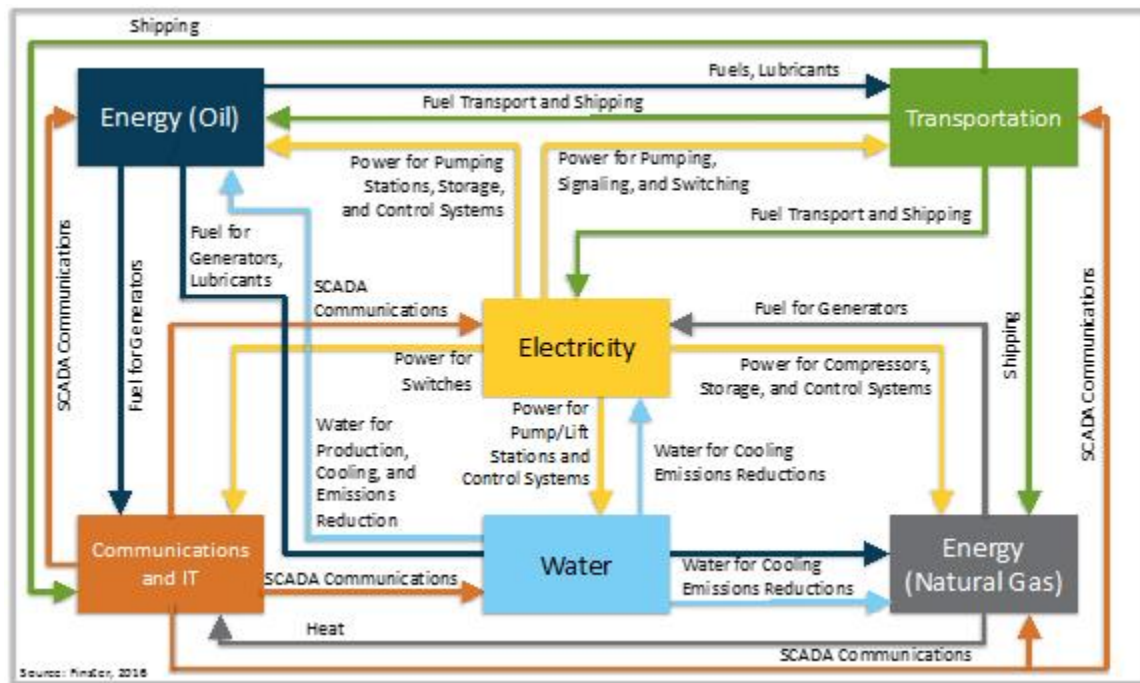 Shipping
Fuels, Lubricants
Energy (Oil)
Fuel Transport and Shipping
Transportation
Power for Pumping
Stations, Storage,
and Control Systems
Power for Pumping,
Signaling, and Switching
Fuel Transport and Shipping
Fuel for
Generators,
Lubricants
SCADA Communications
Fuel for Generators
SCADA
Communications
Fuel for Generators
Shipping
SCADA Communications
Electricity
Power for
Switches
Power for Compressors,
Storage, and Control Systems
Water for
Production,
Cooling, and
Emissions
Reduction
Power for
Pump/Lift
Stations and
Control Systems
Water for Cooling
Emissions Reductions
Communications
and IT
SCADA Communications
Water
Water for Cooling
Emissions Reductions
Energy
(Natural Gas)
Heat
SCADA Communications
Source: Finster, 2016